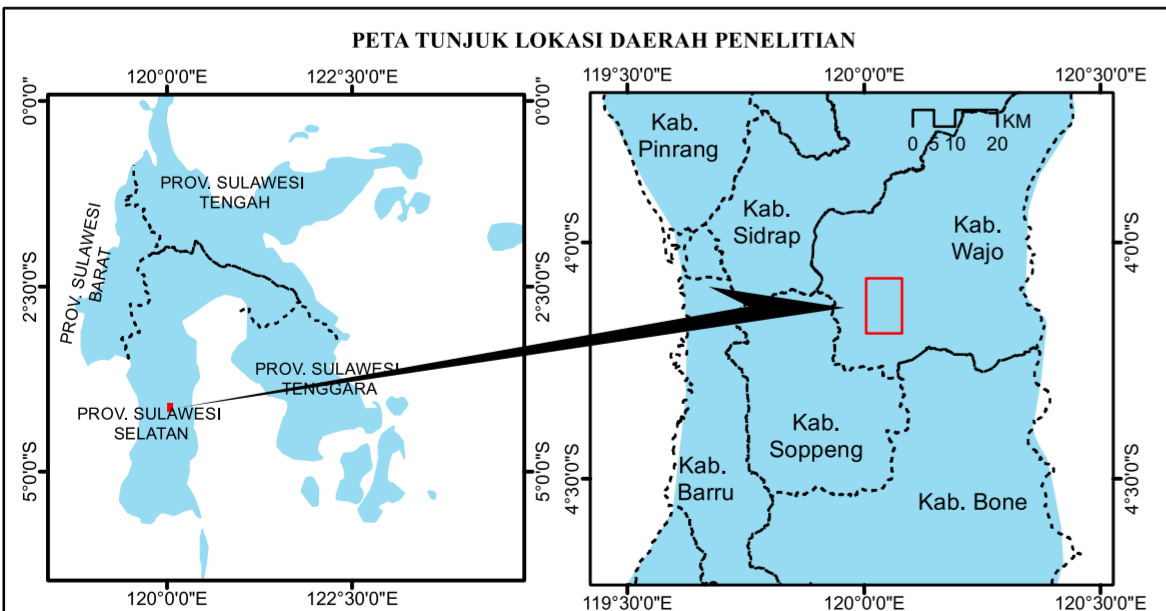 PETA TUNJUK LOKASI DAERAH PENELITIAN
120°0'0"E
122°30'0"E
0°0'0"
0°0'0"
2°30'0"S
2°30'0"S
5°0'0"S
5°0'0"S
PROV. SULAWESI
TENGAH
PROV. SULAWESI
BARAT
PROV. SULAWESI
TENGGARA
PROV. SULAWESI
SELATAN
120°0'0"E
122°30'0"E
119°30'0"E
120°0'0"E
120°30'0"E
KM
0 5 10 20
Kab.
Pinrang
Kab.
Sidrap
Kab.
Wajo
4°0'0"S
4°0'0"S
Kab.
Soppeng
Kab.
Barru
Kab. Bone
4°30'0"S
4°30'0"S
119°30'0"E
120°0'0"E
120°30'0"E